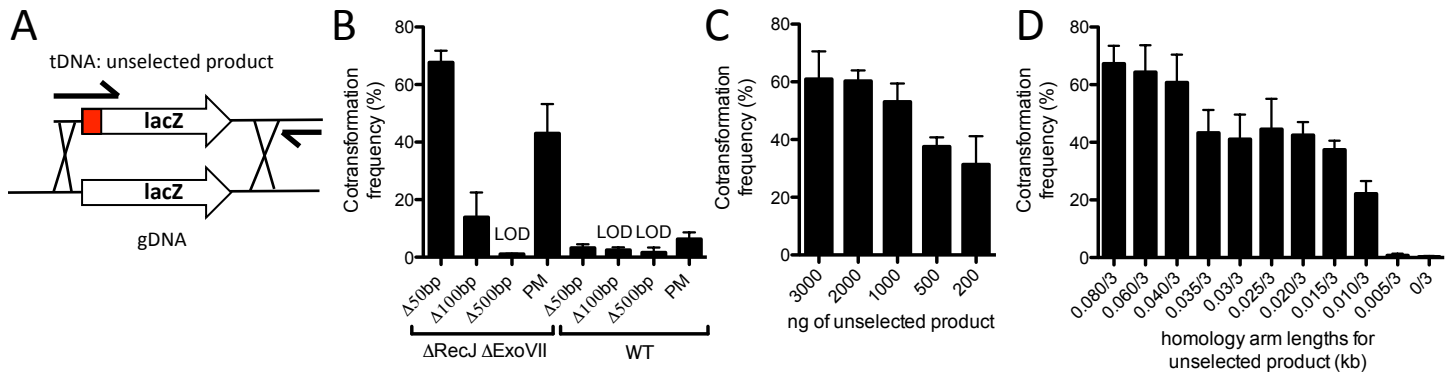 A
tDNA: unselected product
lacZ
lacZ
gDNA
B
Cotransformation
frequency (%)
80
60
40
20
0
LOD
LOD LOD
Δ50bp
Δ100bp
Δ500bp
PM
Δ50bp
Δ100bp
Δ500bp
PM
ΔRecJ ΔExoVII
WT
C
Cotransformation
frequency (%)
80
60
40
20
0
3000
2000
1000
500
200
ng of unselected product
D
Cotransformation
frequency (%)
80
60
40
20
0
0.080/3
0.060/3
0.040/3
0.035/3
0.03/3
0.025/3
0.020/3
0.015/3
0.010/3
0.005/3
0/3
homology arm lengths for
unselected product (kb)